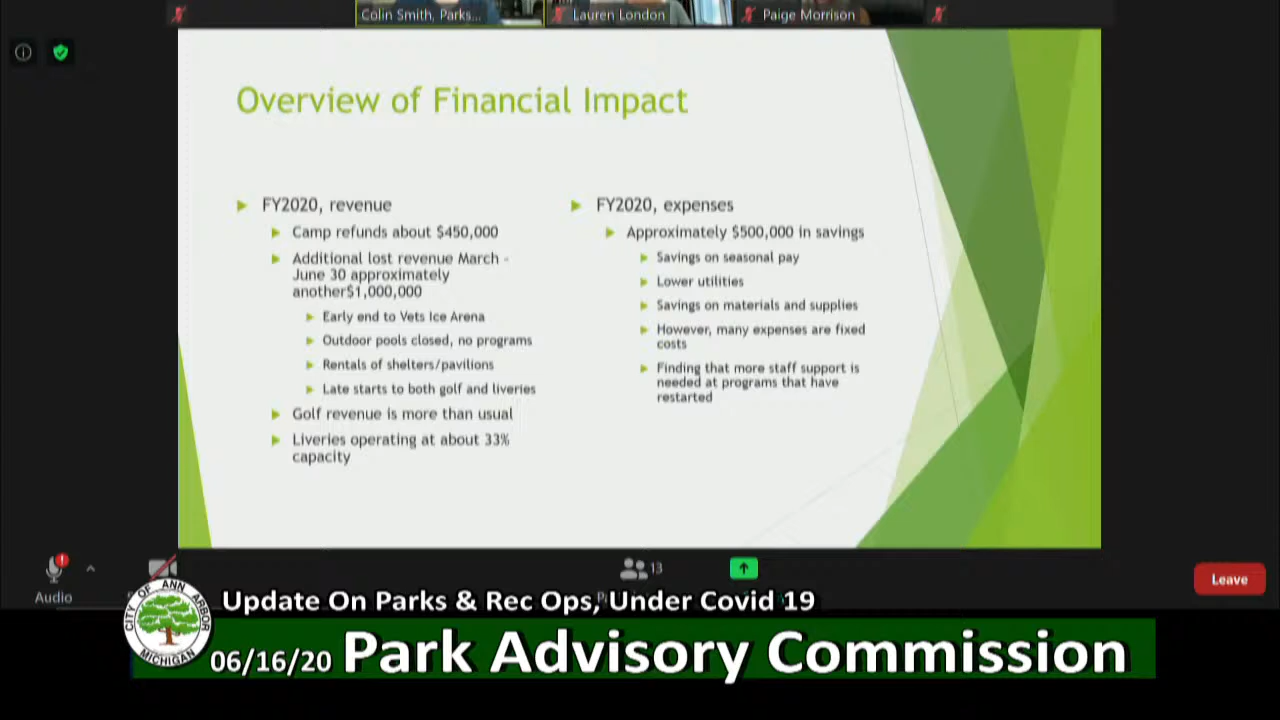 Colin Smith, Parks...
Lauren London
Paige Morrison
Overview of Financial Impact
FY2020, revenue
Camp refunds about $450,000
Additional lost revenue March -
June 30 approximately
another$1,000,000
Early end to Vets Ice Arena
Outdoor pools closed, no programs
Rentals of shelters/pavilions
Late starts to both golf and liveries
Golf revenue is more than usual
Liveries operating at about 33%
capacity
FY2020, expenses
Approximately $500,000 in savings
Savings on seasonal pay
Lower utilities
Savings on materials and supplies
However, many expenses are fixed
costs
Finding that more staff support is
needed at programs that have
restarted
13
Audio
Leave
CITY OF ANN ARBOR
MICHIGAN
Update On Parks & Rec Ops, Under Covid 19
06/16/20 Park Advisory Commission